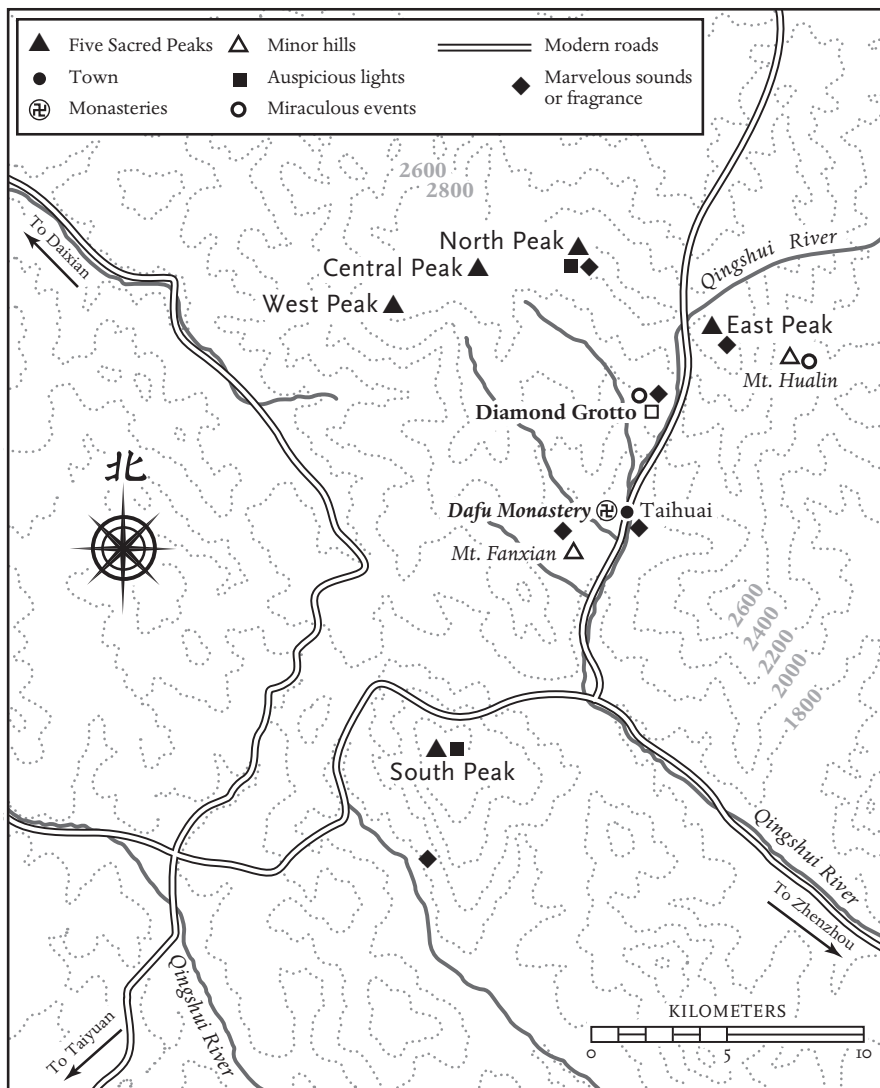 Five Sacred Peaks
Minor hills
Modern roads
Town
Auspicious lights
Marvelous sounds
or fragrance
Monasteries
Miraculous events
2600
2800
To Daixian
North Peak
Central Peak
West Peak
Qingshui River
East Peak
Mt. Hualin
Diamond Grotto
北
Dafu Monastery
卍
Taihuai
Mt. Fanxian
2600
2400
2200
2000
1800
South Peak
Qingshui River
To Zhenzhou
Qingshui River
To Taiyuan
KILOMETERS
0 5 10